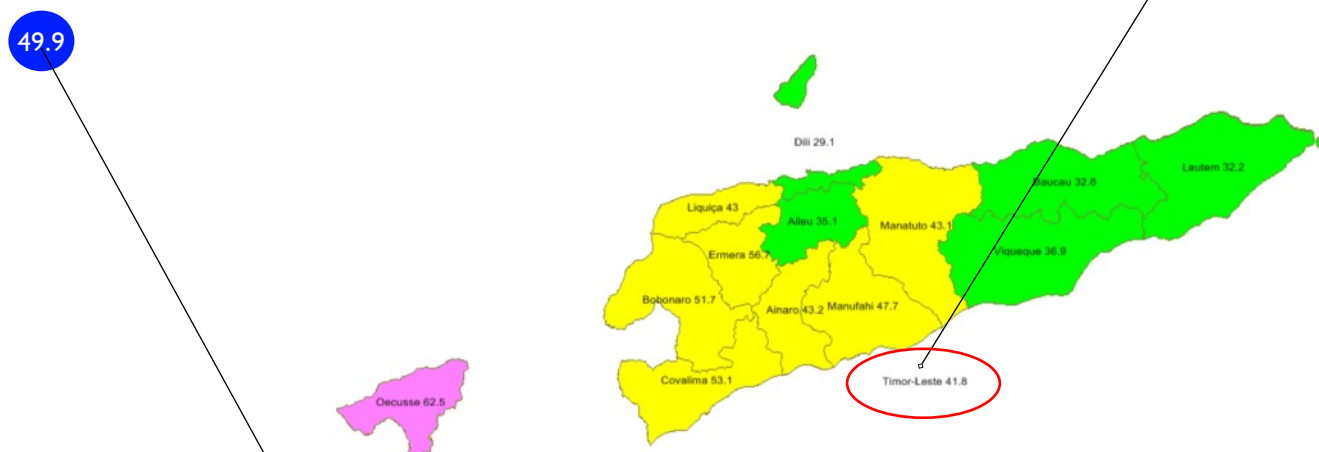 49.9
Dili 29.1
Lautem 32.2
Baucau 32.6
Liquiça 43
Aileu 35.1
Manatuto 43.1
Viqueque 36.9
Ermera 56.7
Bobonaro 51.7
Ainaro 43.2
Manufahi 47.7
Covalima 53.1
Timor-Leste 41.8
Oecusse 62.5